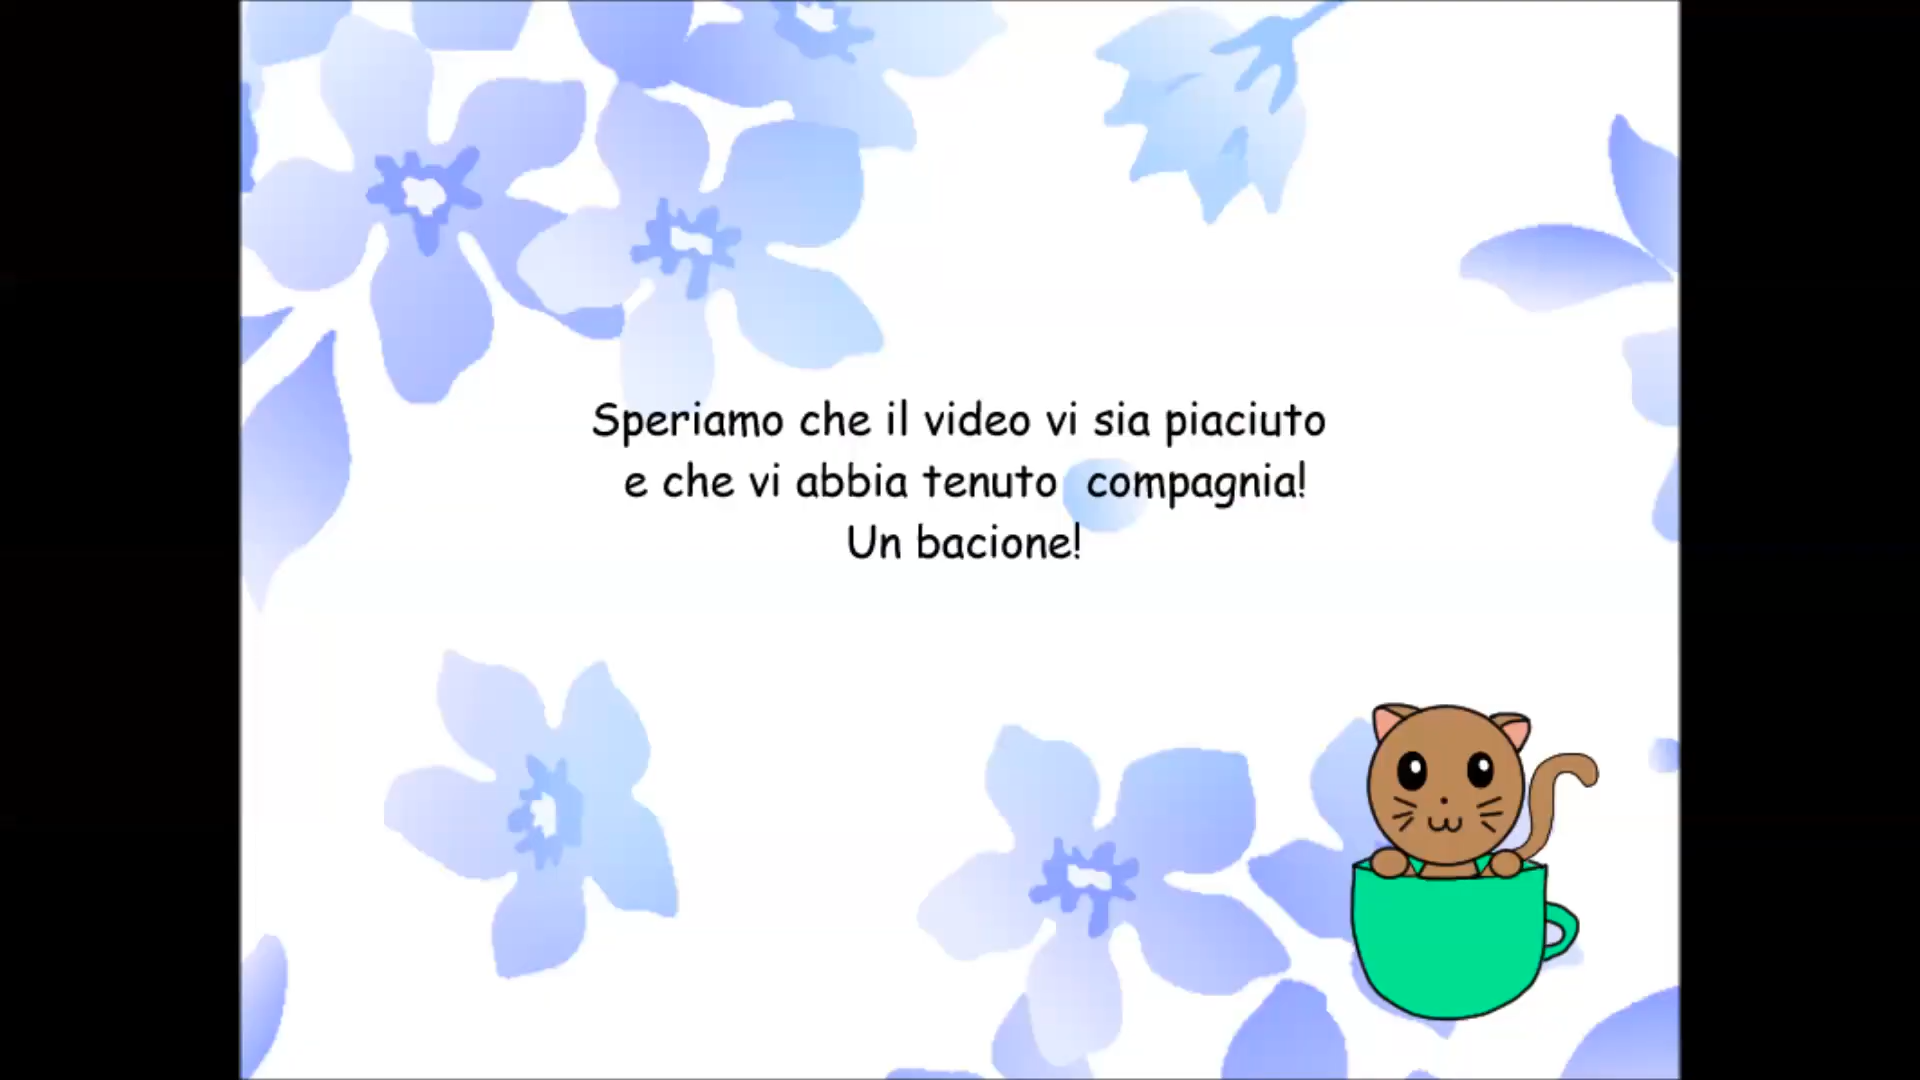 Speriamo che il video vi sia piaciuto
e che vi abbia tenuto  compagnia!
Un bacione!